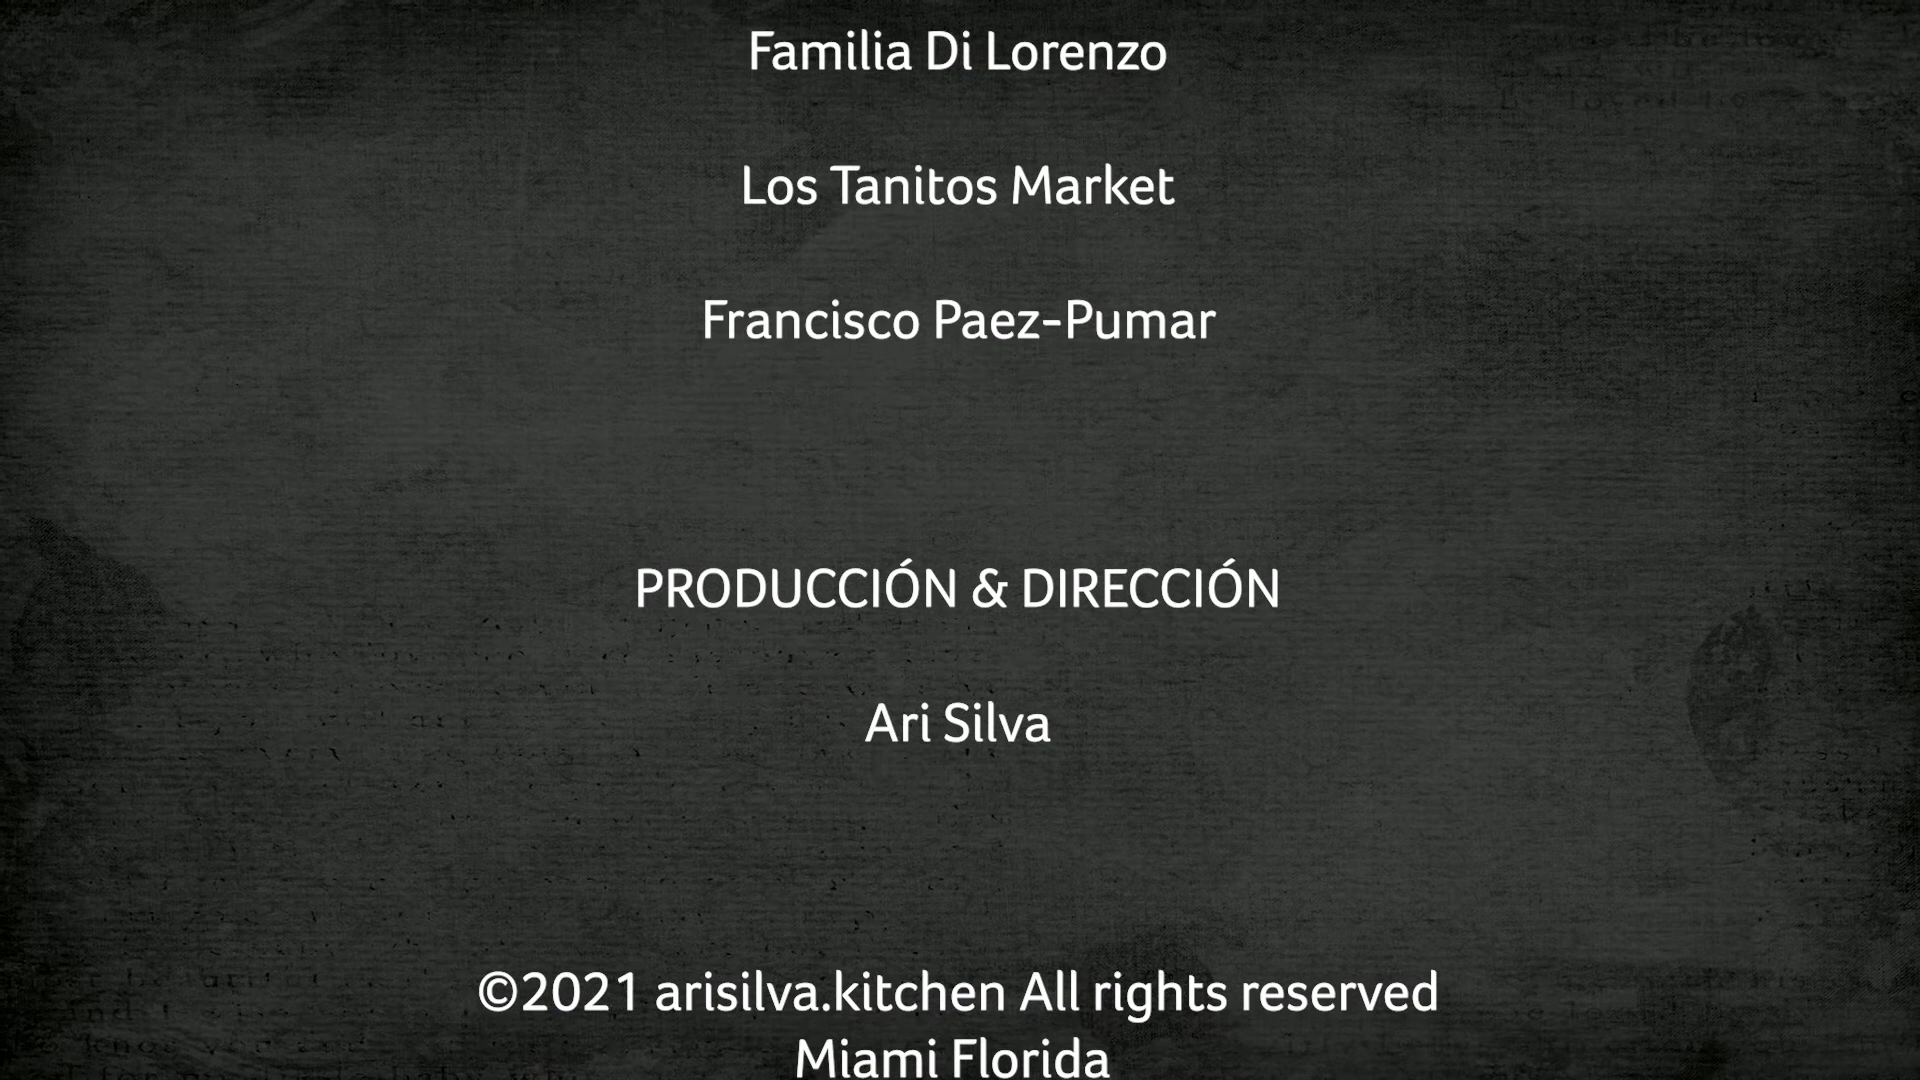 Familia Di Lorenzo
Los Tanitos Market
Francisco Paez-Pumar
PRODUCCIÓN & DIRECCIÓN
Ari Silva
©2021 arisilva.kitchen All rights reserved
Miami Florida